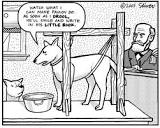 WATCH WHAT I
CAN MAKE PAVLOV DO.
AS SOON AS I DROOL,
HE'LL SMILE AND WRITE
IN HIS LITTLE BOOK.